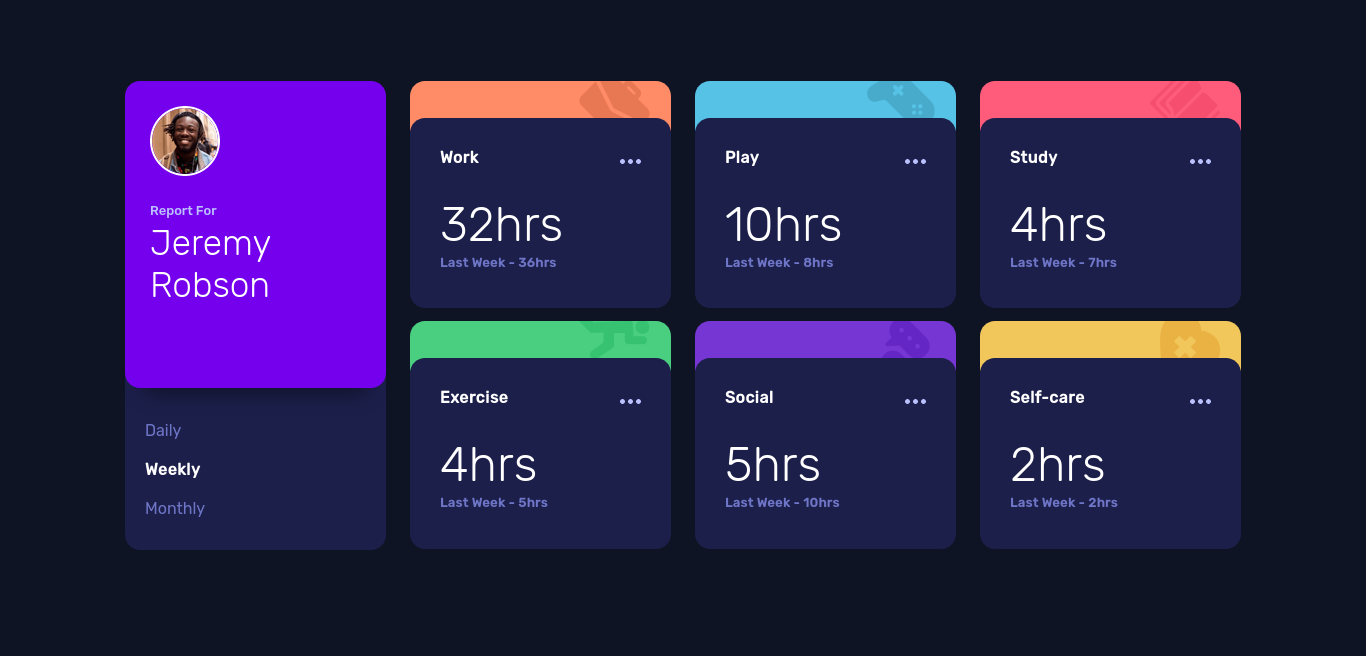 Report For
Jeremy
Robson
Daily
Weekly
Monthly
Work
32hrs
Last Week - 36hrs
Play
10hrs
Last Week - 8hrs
Study
4hrs
Last Week - 7hrs
Exercise
4hrs
Last Week - 5hrs
Social
5hrs
Last Week - 10hrs
Self-care
2hrs
Last Week - 2hrs